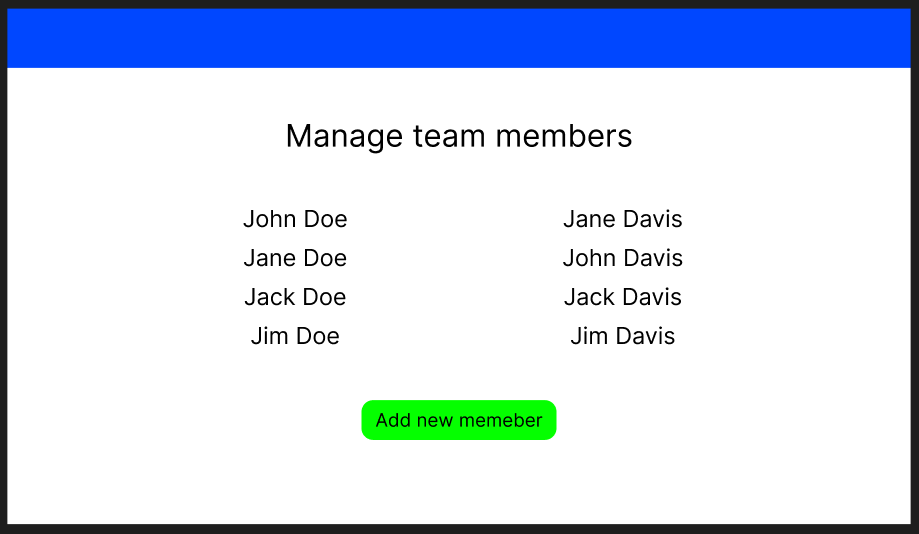 Manage team members
John Doe
Jane Doe
Jack Doe
Jim Doe
Jane Davis
John Davis
Jack Davis
Jim Davis
Add new memeber